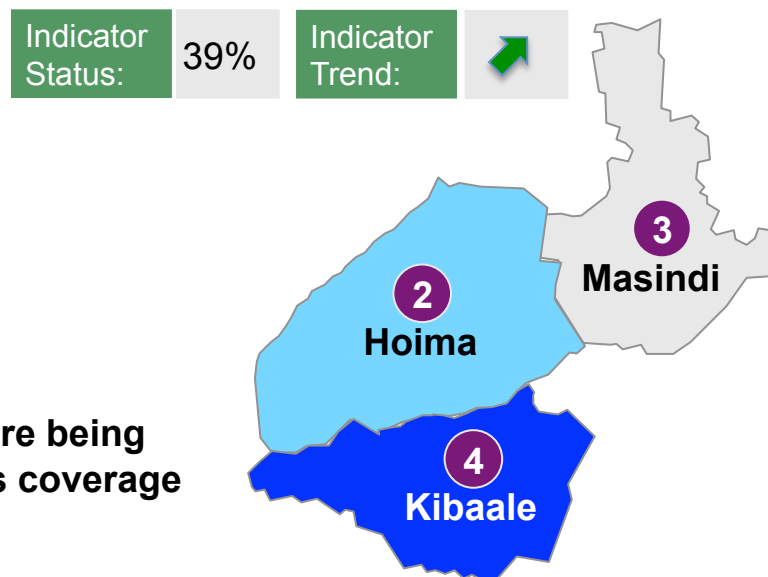 Indicator Status:
39%
Indicator Trend:
3
Masindi
2
Hoima
re being
s coverage
4
Kibaale